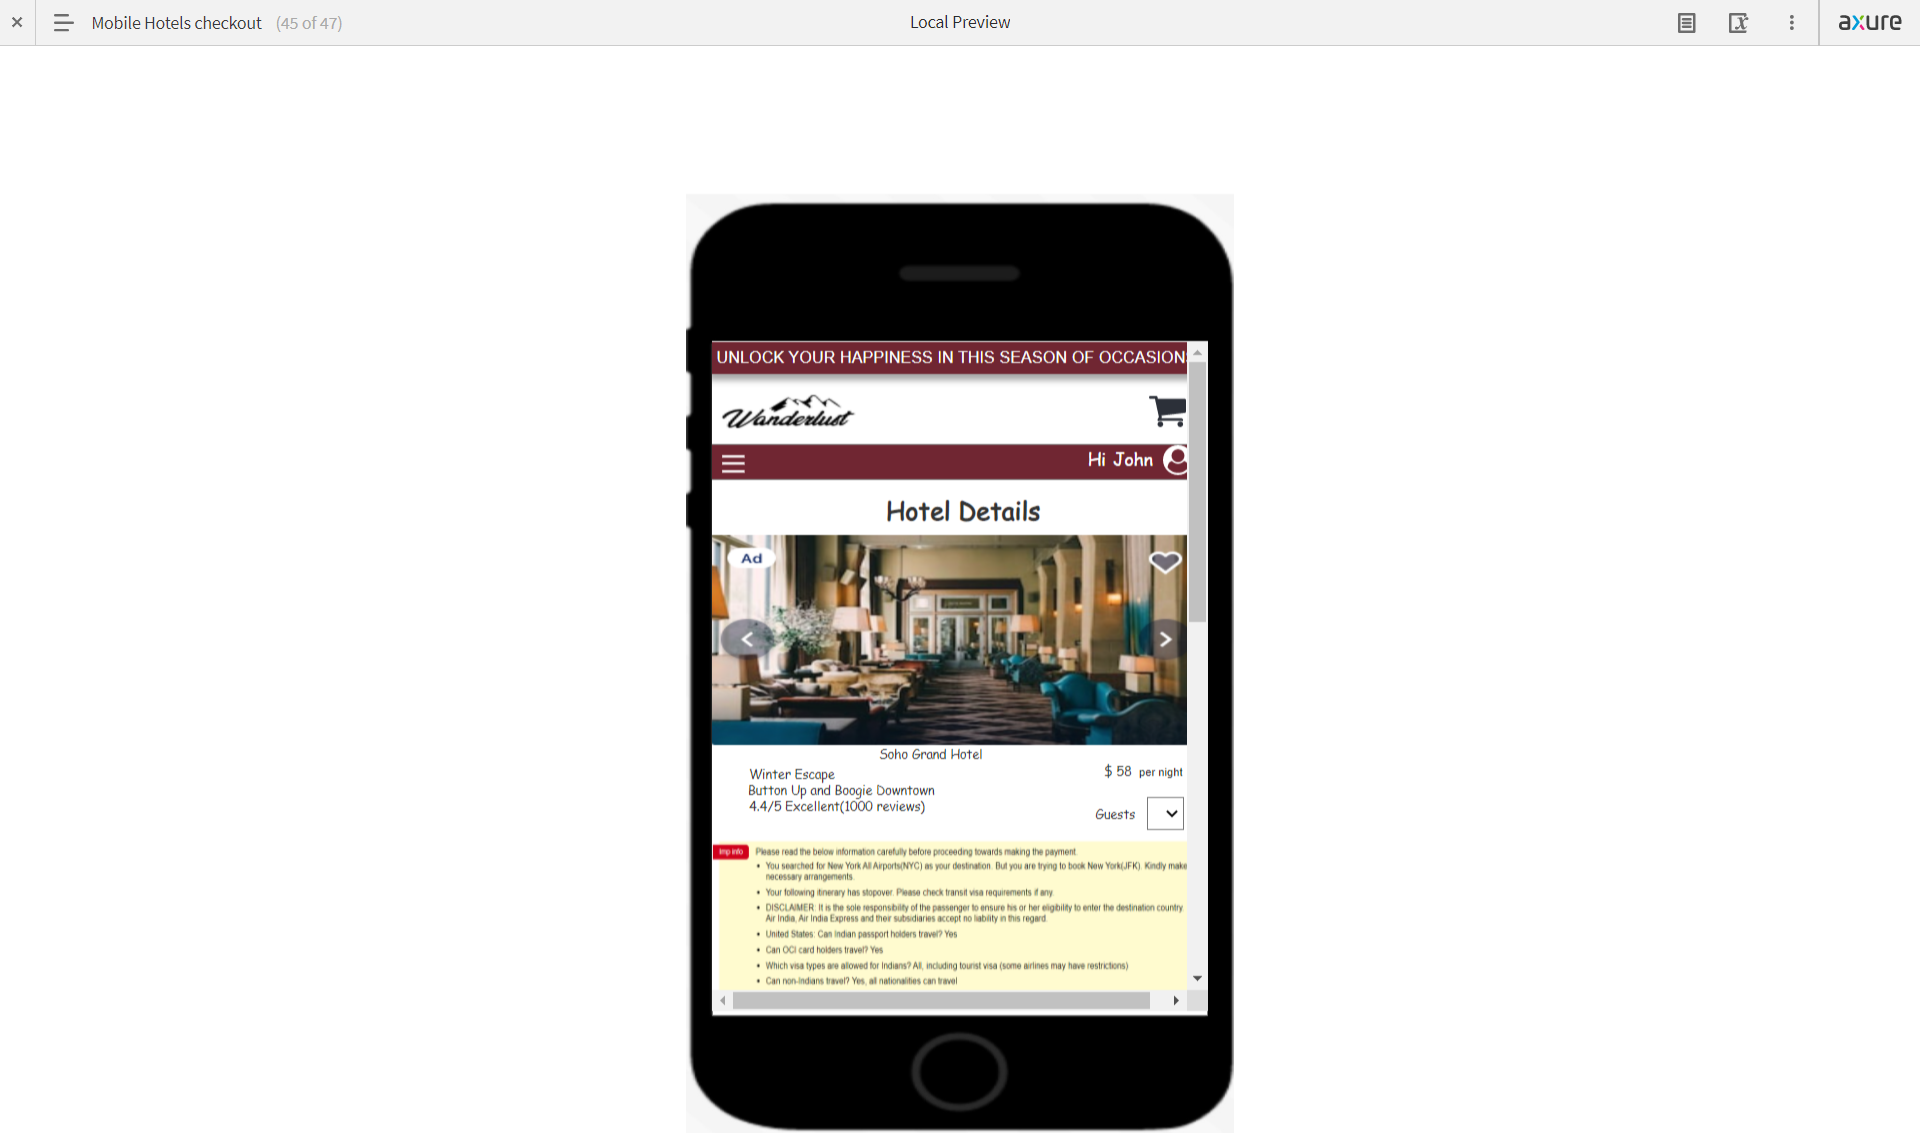 Mobile Hotels checkout (45 of 47)
Local Preview
axure
UNLOCK YOUR HAPPINESS IN THIS SEASON OF OCCASION
Wanderlust
Hi John
Hotel Details
Ad
Soho Grand Hotel
Winter Escape
$ 58 per night
Button Up and Boogie Downtown
4.4/5 Excellent(1000 reviews)
Guests
Imp Info
Please read the below information carefully before proceeding towards making the payment
• You searched for New York All Airports(NYC) as your destination. But you are trying to book New York(JFK). Kindly make
necessary arrangements.
• Your following itinerary has stopover. Please check transit visa requirements if any.
• DISCLAIMER: It is the sole responsibility of the passenger to ensure his or her eligibility to enter the destination country.
Air India, Air India Express and their subsidiaries accept no liability in this regard.
• United States: Can Indian passport holders travel? Yes
• Can OCI card holders travel? Yes
• Which visa types are allowed for Indians? All, including tourist visa (some airlines may have restrictions)
• Can non-Indians travel? Yes, all nationalities can travel